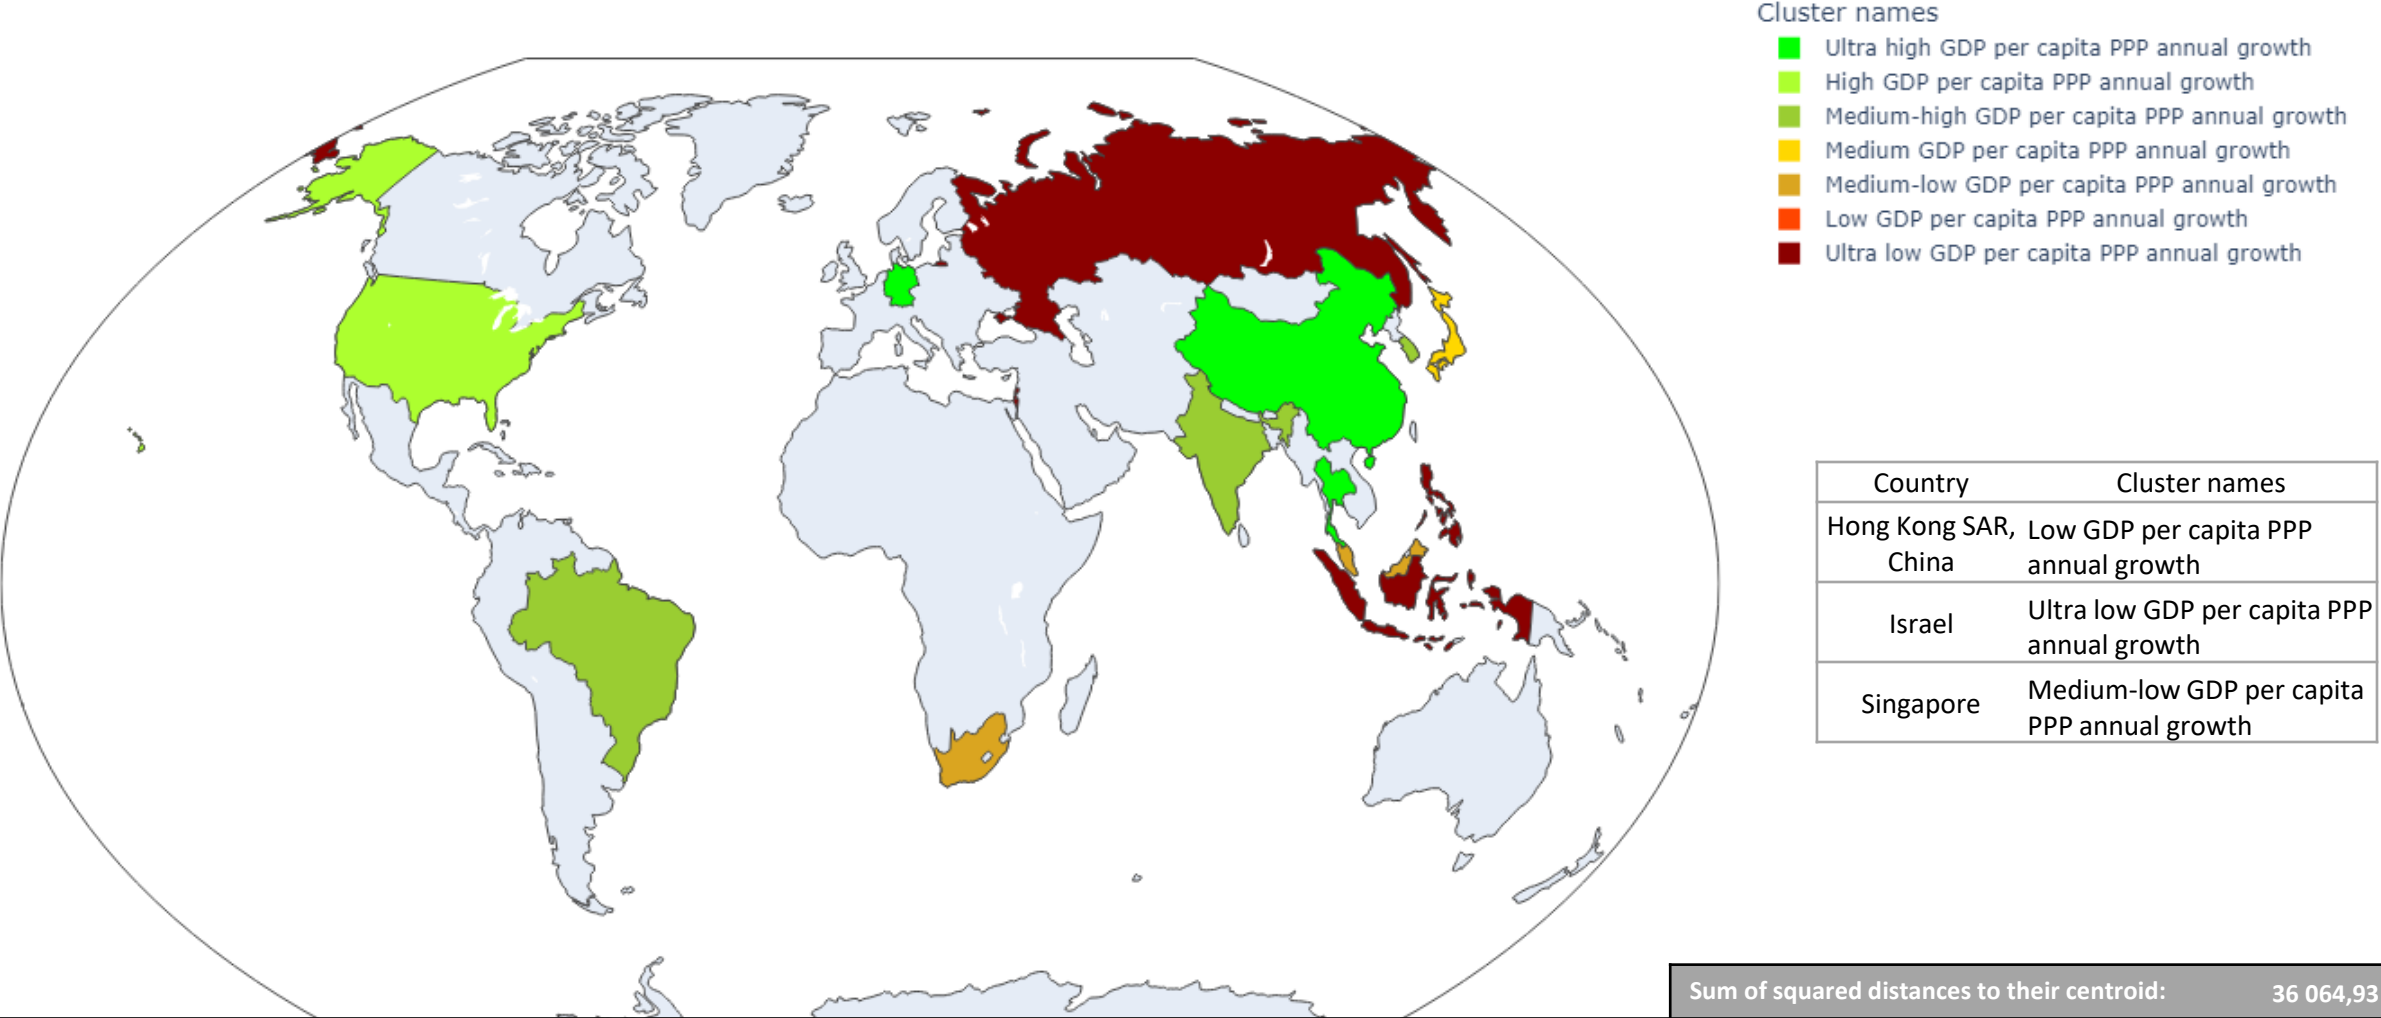 Cluster names
Ultra high GDP per capita PPP annual growth
High GDP per capita PPP annual growth
Medium-high GDP per capita PPP annual growth
Medium GDP per capita PPP annual growth
Medium-low GDP per capita PPP annual growth
Low GDP per capita PPP annual growth
Ultra low GDP per capita PPP annual growth
Country Cluster names
Hong Kong SAR, China Low GDP per capita PPP
annual growth
Israel Ultra low GDP per capita PPP
annual growth
Singapore Medium-low GDP per capita
PPP annual growth
Sum of squared distances to their centroid: 36 064,93